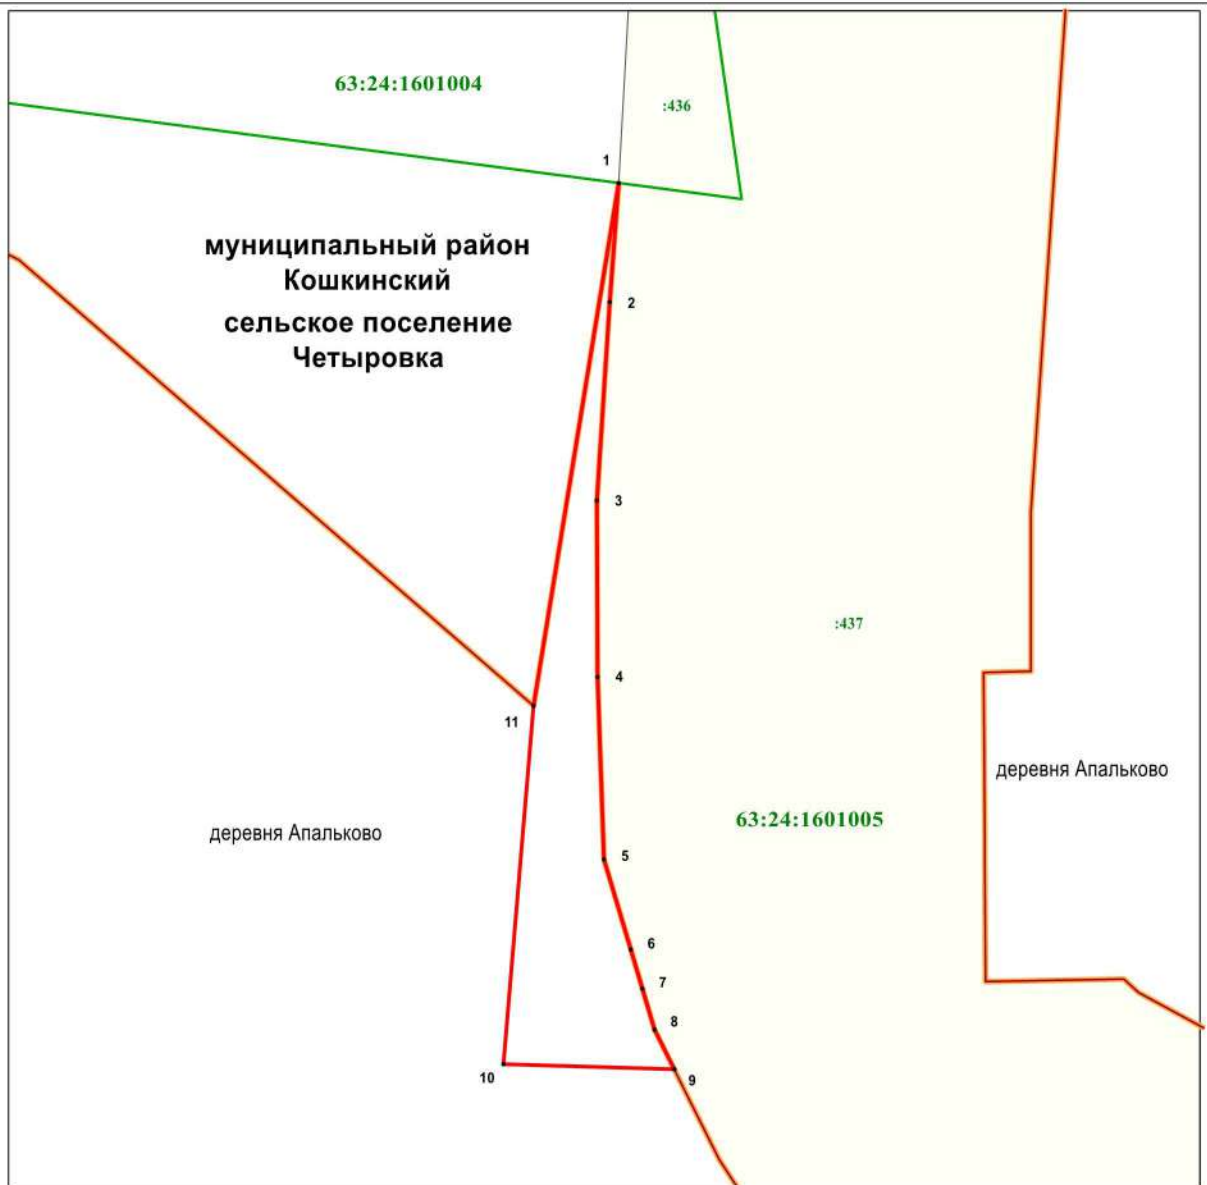 63:24:1601004
:436
1
муниципальный район
Кошкинский
сельское поселение
Четыровка
2
3
:437
4
11
деревня Апальково
63:24:1601005
деревня Апальково
5
6
7
8
10
9